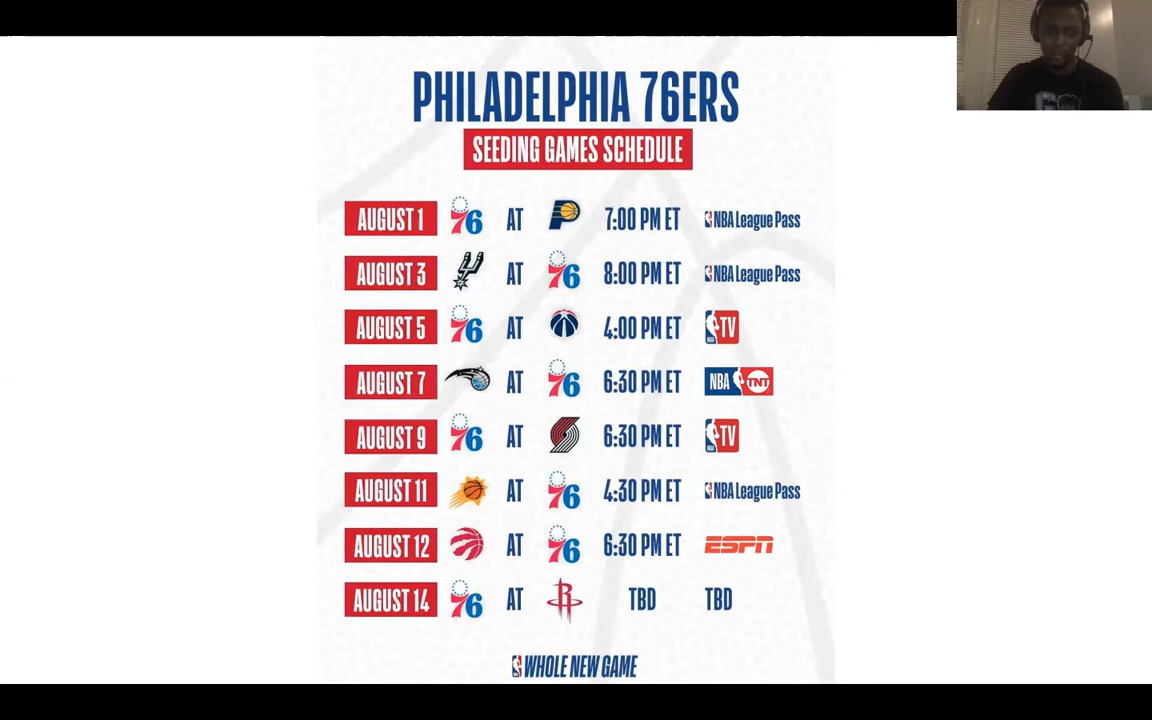 PHILADELPHIA 76ERS
SEEDING GAMES SCHEDULE
AUGUST 1 76 AT P 7:00 PM ET NBA League Pass
AUGUST 3 AT 76 8:00 PM ET NBA League Pass
AUGUST 5 76 AT 4:00 PM ET TV
AUGUST 7 AT 76 6:30 PM ET NBA TNT
AUGUST 9 76 AT 6:30 PM ET TV
AUGUST 11 AT 76 4:30 PM ET NBA League Pass
AUGUST 12 AT 76 6:30 PM ET ESPN
AUGUST 14 76 AT R TBD TBD
WHOLE NEW GAME